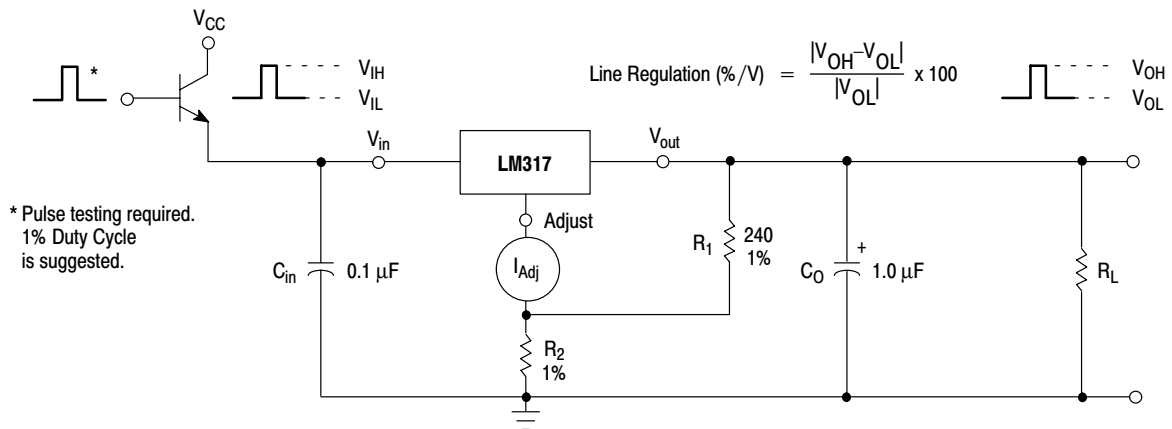 V_CC
*
V_IH
V_IL
Line Regulation (%/V) = |V_OH–V_OL| / |V_OL| x 100
V_OH
V_OL
V_in
LM317
V_out
* Pulse testing required.
1% Duty Cycle
is suggested.
Adjust
C_in
0.1 μF
I_Adj
R_1
240
1%
C_O
+
1.0 μF
R_L
R_2
1%